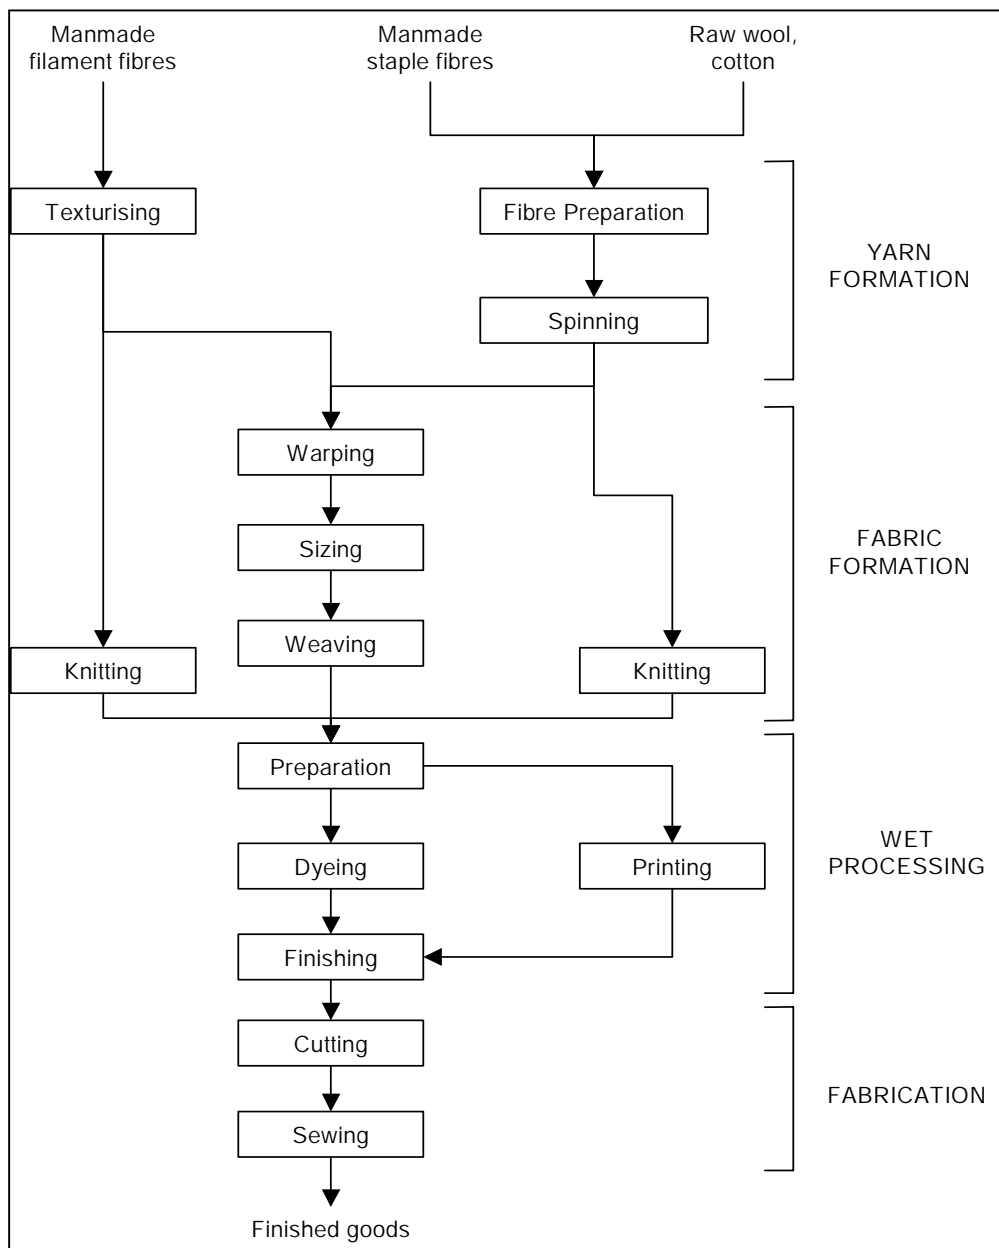 Manmade
filament fibres
Manmade
staple fibres
Raw wool,
cotton
Texturising
Fibre Preparation
YARN
FORMATION
Spinning
Warping
Sizing
FABRIC
FORMATION
Weaving
Knitting
Knitting
Preparation
Dyeing
Printing
WET
PROCESSING
Finishing
Cutting
FABRICATION
Sewing
Finished goods